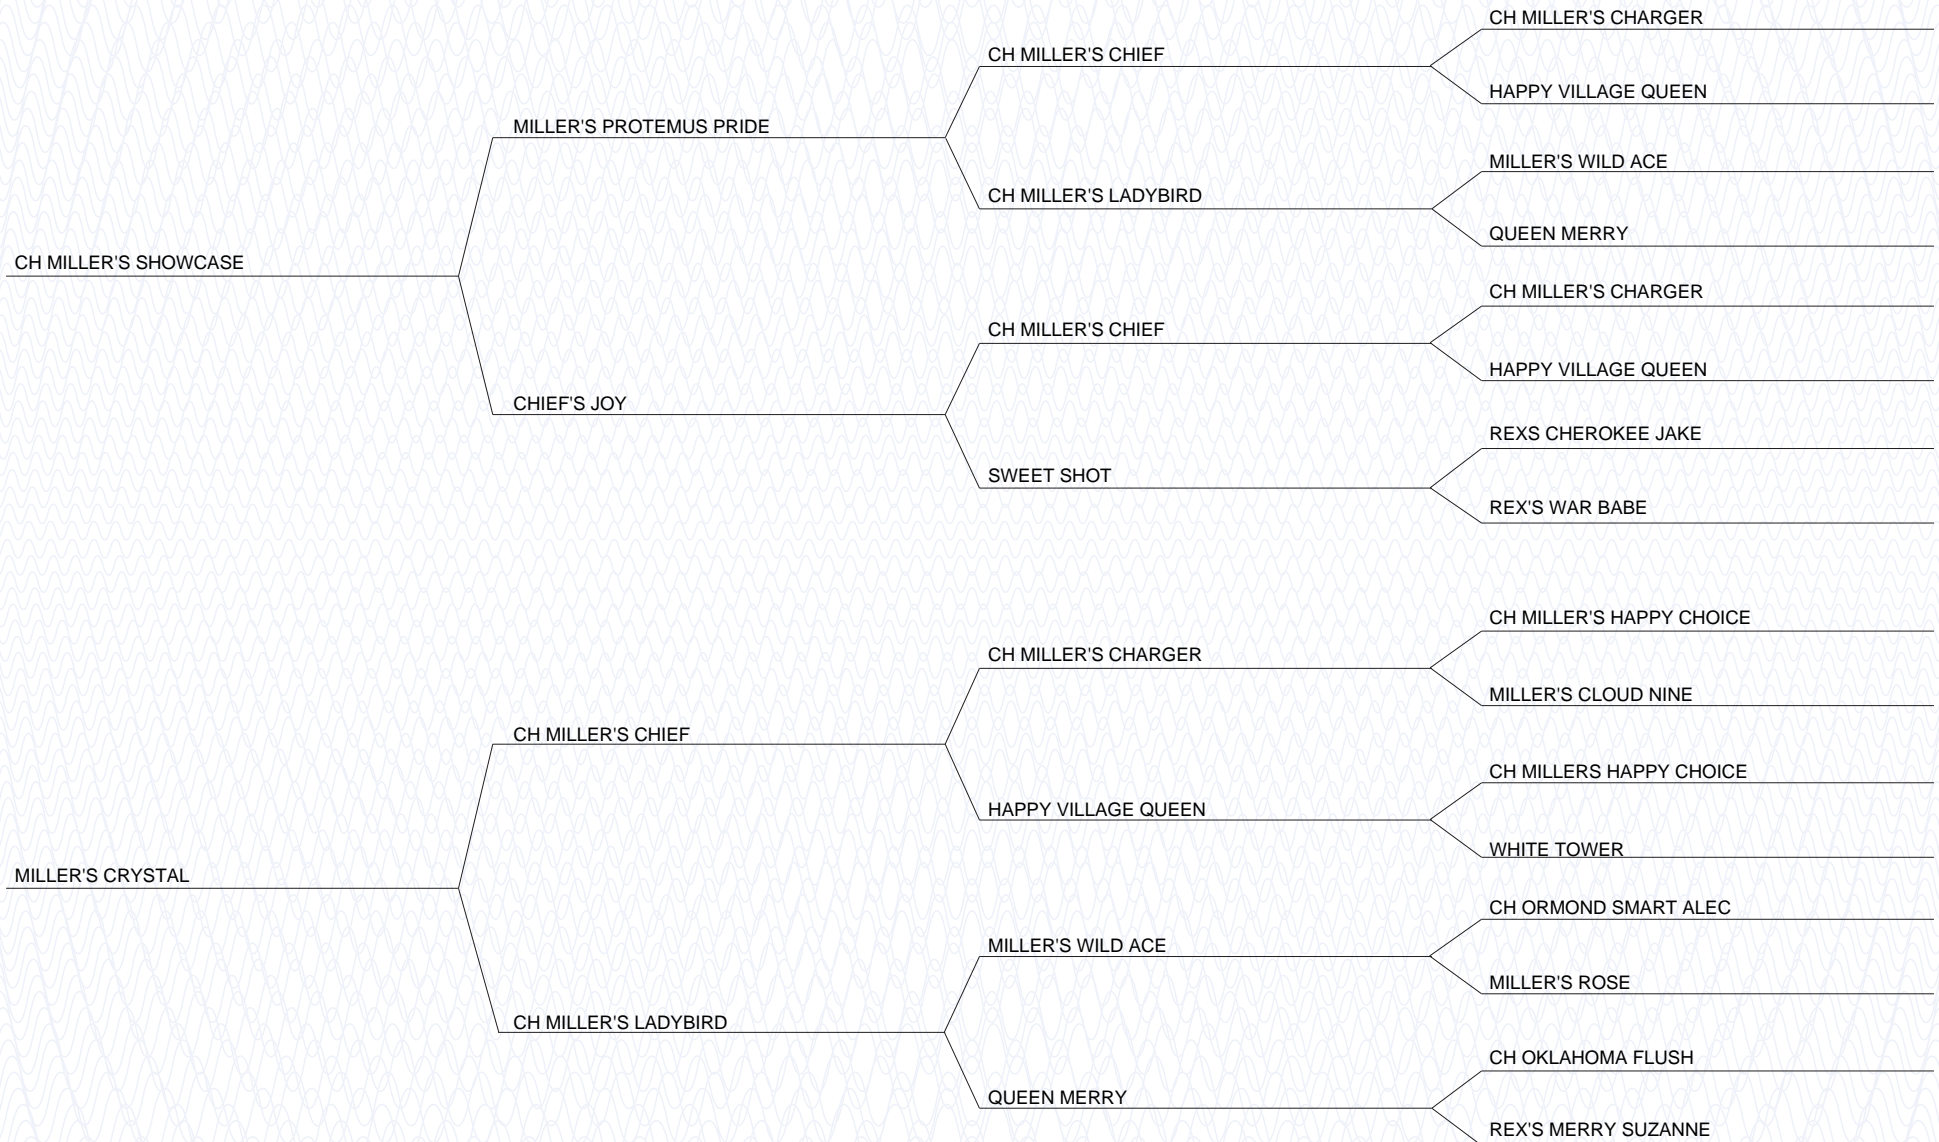 CH MILLER'S CHARGER
CH MILLER'S CHIEF
HAPPY VILLAGE QUEEN
MILLER'S PROTEMUS PRIDE
MILLER'S WILD ACE
CH MILLER'S LADYBIRD
QUEEN MERRY
CH MILLER'S SHOWCASE
CH MILLER'S CHARGER
CH MILLER'S CHIEF
HAPPY VILLAGE QUEEN
CHIEF'S JOY
REXS CHEROKEE JAKE
SWEET SHOT
REX'S WAR BABE
CH MILLER'S HAPPY CHOICE
CH MILLER'S CHARGER
MILLER'S CLOUD NINE
CH MILLER'S CHIEF
CH MILLERS HAPPY CHOICE
HAPPY VILLAGE QUEEN
WHITE TOWER
MILLER'S CRYSTAL
CH ORMOND SMART ALEC
MILLER'S WILD ACE
MILLER'S ROSE
CH MILLER'S LADYBIRD
CH OKLAHOMA FLUSH
QUEEN MERRY
REX'S MERRY SUZANNE